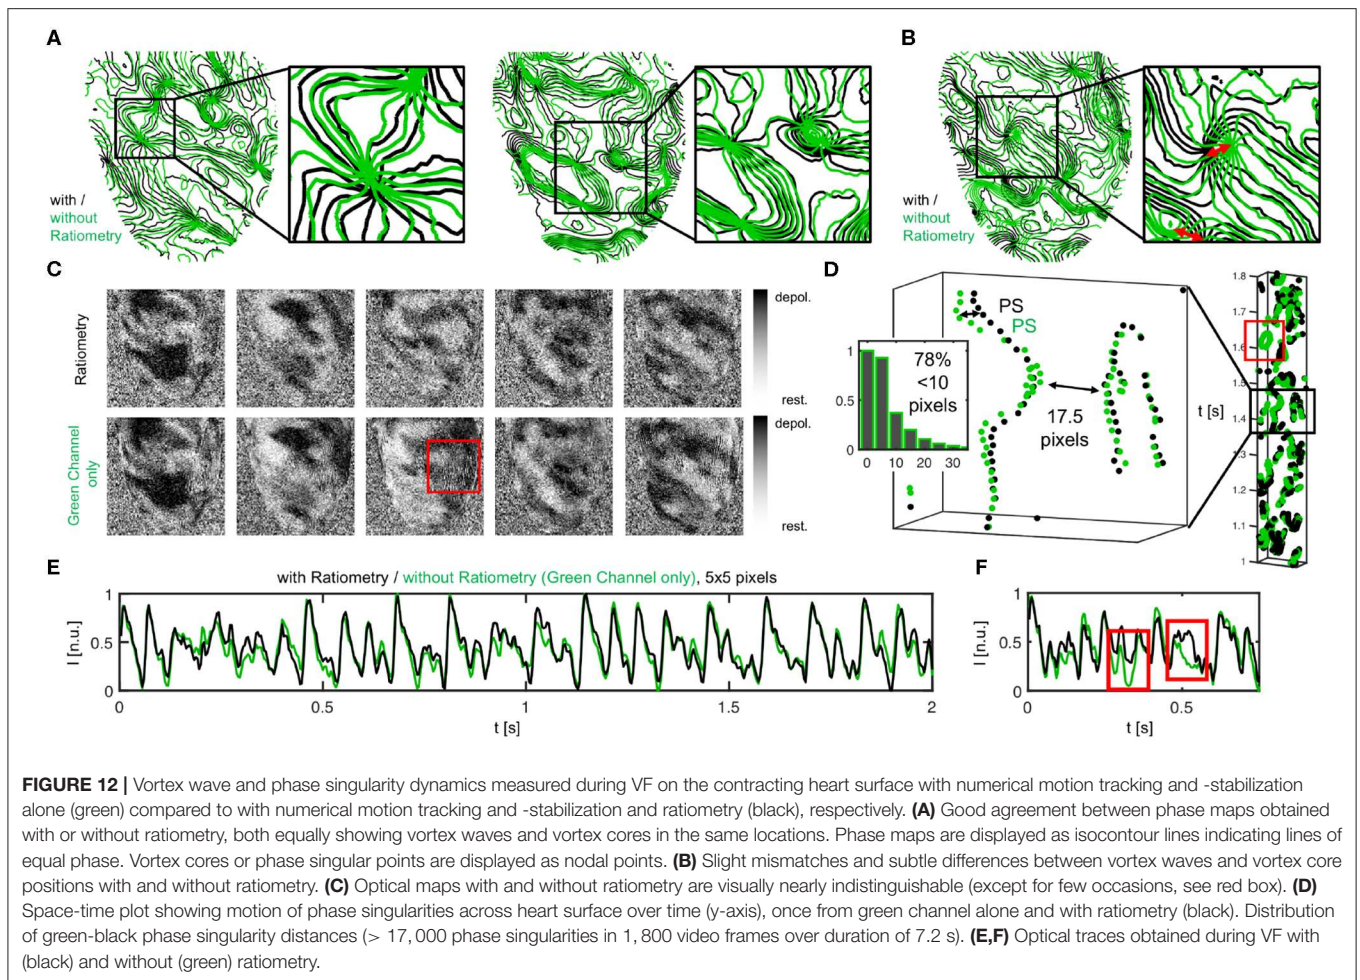 A
B
with /
without
Ratiometry
with /
without
Ratiometry
C
D
Ratiometry
depol.
rest.
Green Channel
only
depol.
rest.
PS
PS
17.5
pixels
78%
<10
pixels
1
0.5
0
0 10 20 30
t [s]
1.8
1.7
1.6
1.5
1.4
1.3
1.2
1.1
1
E
with Ratiometry / without Ratiometry (Green Channel only), 5x5 pixels
I [n.u.]
1
0.5
0
0 0.5 1 1.5 2
t [s]
F
I [n.u.]
1
0.5
0
0 0.5
t [s]
FIGURE 12 | Vortex wave and phase singularity dynamics measured during VF on the contracting heart surface with numerical motion tracking and -stabilization
alone (green) compared to with numerical motion tracking and -stabilization and ratiometry (black), respectively. (A) Good agreement between phase maps obtained
with or without ratiometry, both equally showing vortex waves and vortex cores in the same locations. Phase maps are displayed as isocontour lines indicating lines of
equal phase. Vortex cores or phase singular points are displayed as nodal points. (B) Slight mismatches and subtle differences between vortex waves and vortex core
positions with and without ratiometry. (C) Optical maps with and without ratiometry are visually nearly indistinguishable (except for few occasions, see red box). (D)
Space-time plot showing motion of phase singularities across heart surface over time (y-axis), once from green channel alone and with ratiometry (black). Distribution
of green-black phase singularity distances (> 17, 000 phase singularities in 1, 800 video frames over duration of 7.2 s). (E,F) Optical traces obtained during VF with
(black) and without (green) ratiometry.